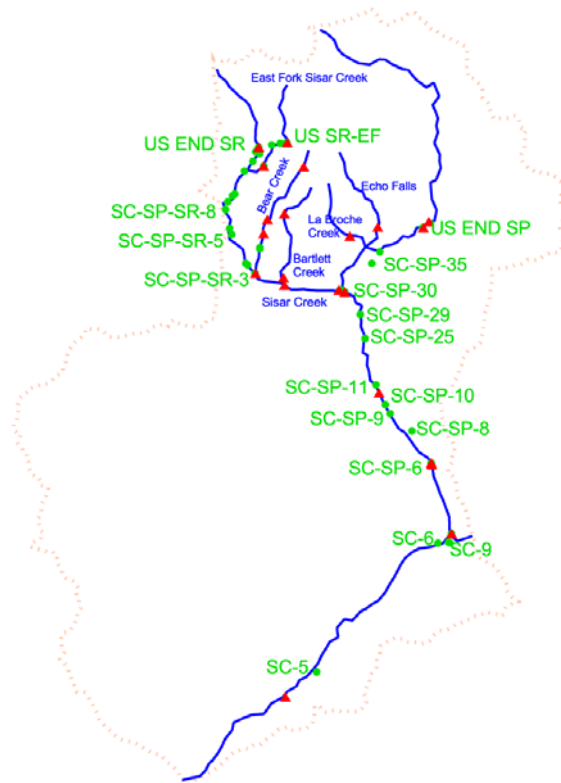 East Fork Sisar Creek
US END SR
US SR-EF
Bear Creek
Echo Falls
SC-SP-SR-8
La Broche
Creek
US END SP
SC-SP-SR-5
SC-SP-35
Bartlett
Creek
SC-SP-SR-3
Sisar Creek
SC-SP-30
SC-SP-29
SC-SP-25
SC-SP-11
SC-SP-10
SC-SP-9
SC-SP-8
SC-SP-6
SC-6
SC-9
SC-5